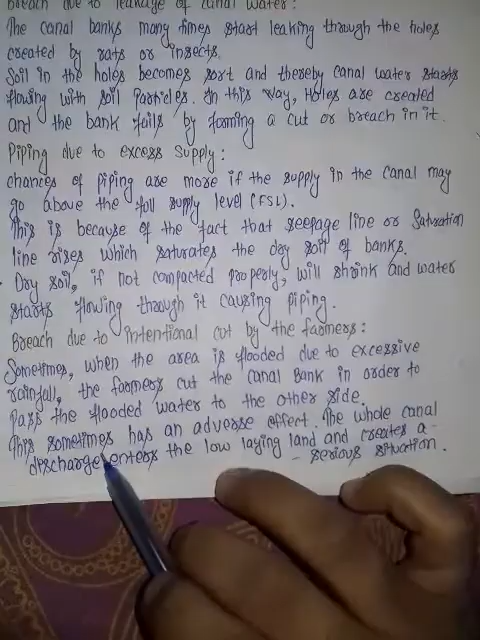 Breach due to leakage of canal water:
The canal banks many times start leaking through the holes
created by rats or insects.
Soil in the holes becomes sort and thereby canal water starts
flowing with soil particles. In this way, Holes are created
and the bank fails by forming a cut or breach in it.
Piping due to excess supply:
chances of piping are more if the supply in the canal may
go above the full supply level (FSL).
This is because of the fact that seepage line or Saturation
line rises which saturates the dry soil of banks.
Dry soil, if not compacted properly, will shrink and water
starts flowing through it causing piping.
Breach due to intentional cut by the farmers:
Sometimes, when the area is flooded due to excessive
rainfall, the farmers cut the canal Bank in order to
pass the flooded water to the other side.
This sometimes has an adverse effect. The whole canal
discharge enters the low laying land and creates a
- serious situation.